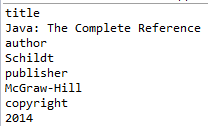 title
Java: The Complete Reference
author
Schildt
publisher
McGraw-Hill
copyright
2014